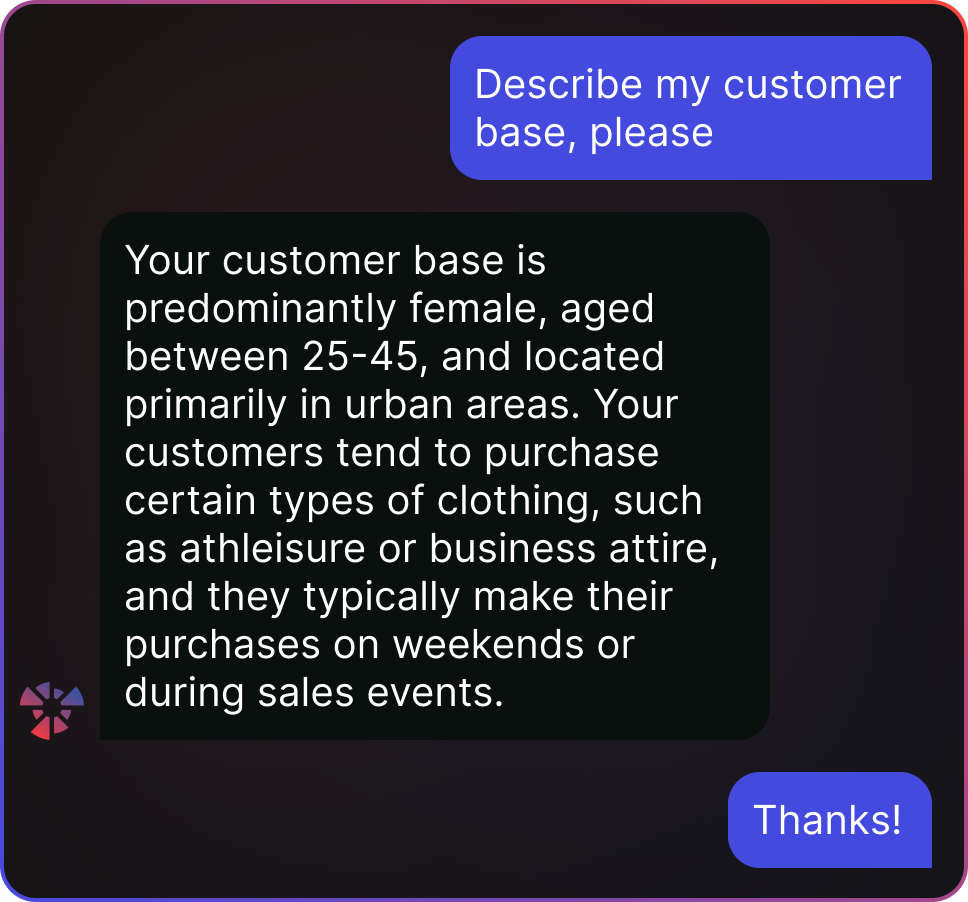 Describe my customer
base, please
Your customer base is
predominantly female, aged
between 25-45, and located
primarily in urban areas. Your
customers tend to purchase
certain types of clothing, such
as athleisure or business attire,
and they typically make their
purchases on weekends or
during sales events.
Thanks!